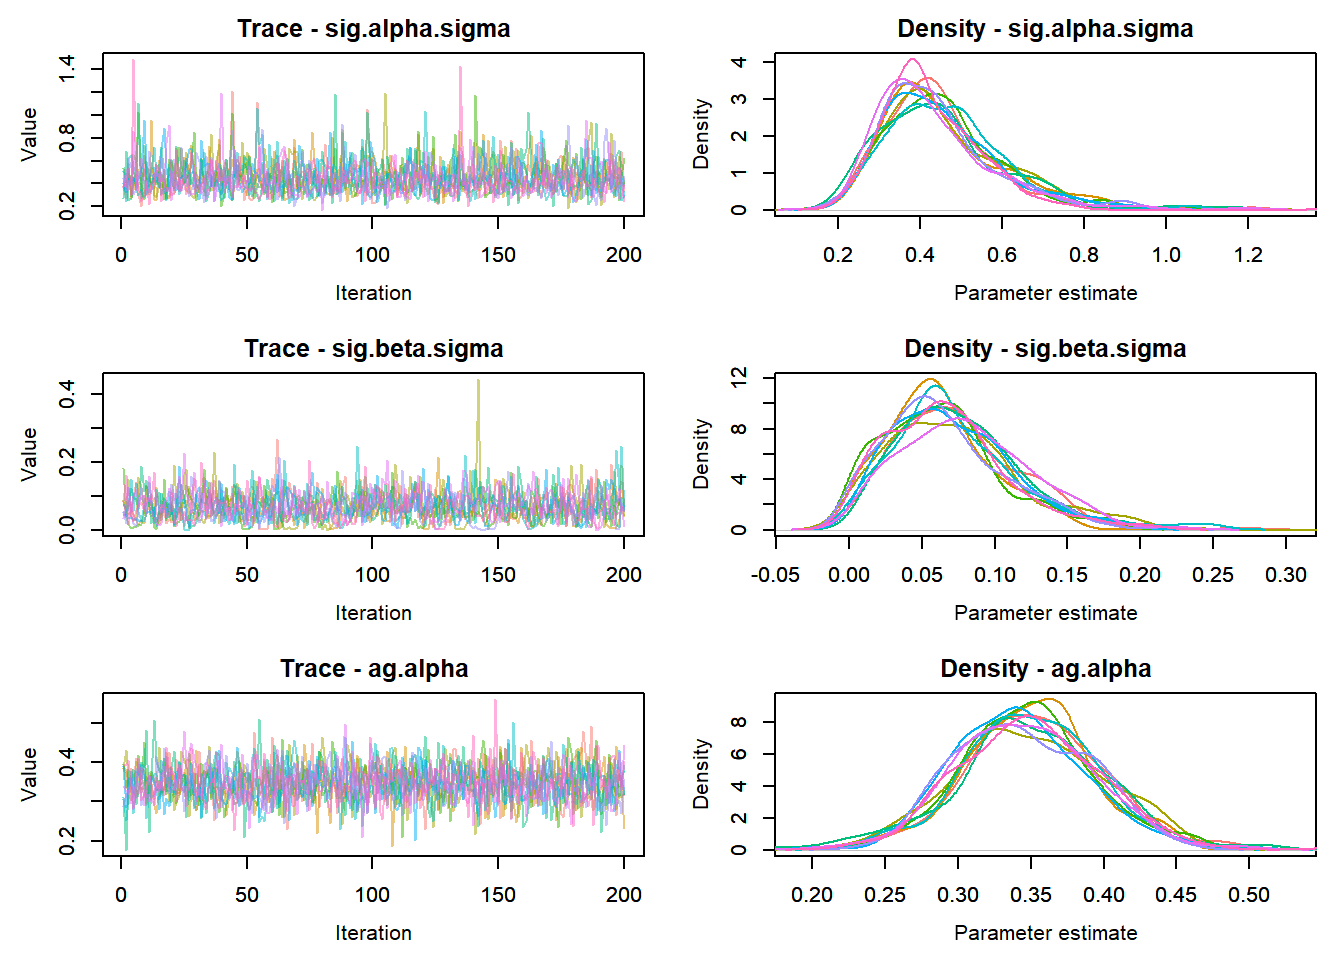 Trace - sig.alpha.sigma
Value
0.2 0.8 1.4
0 50 100 150 200
Iteration
Density - sig.alpha.sigma
Density
0 1 2 3 4
0.2 0.4 0.6 0.8 1.0 1.2
Parameter estimate
Trace - sig.beta.sigma
Value
0.0 0.2 0.4
0 50 100 150 200
Iteration
Density - sig.beta.sigma
Density
0 4 8 12
-0.05 0.00 0.05 0.10 0.15 0.20 0.25 0.30
Parameter estimate
Trace - ag.alpha
Value
0.2 0.4
0 50 100 150 200
Iteration
Density - ag.alpha
Density
0 2 4 6 8
0.20 0.25 0.30 0.35 0.40 0.45 0.50
Parameter estimate